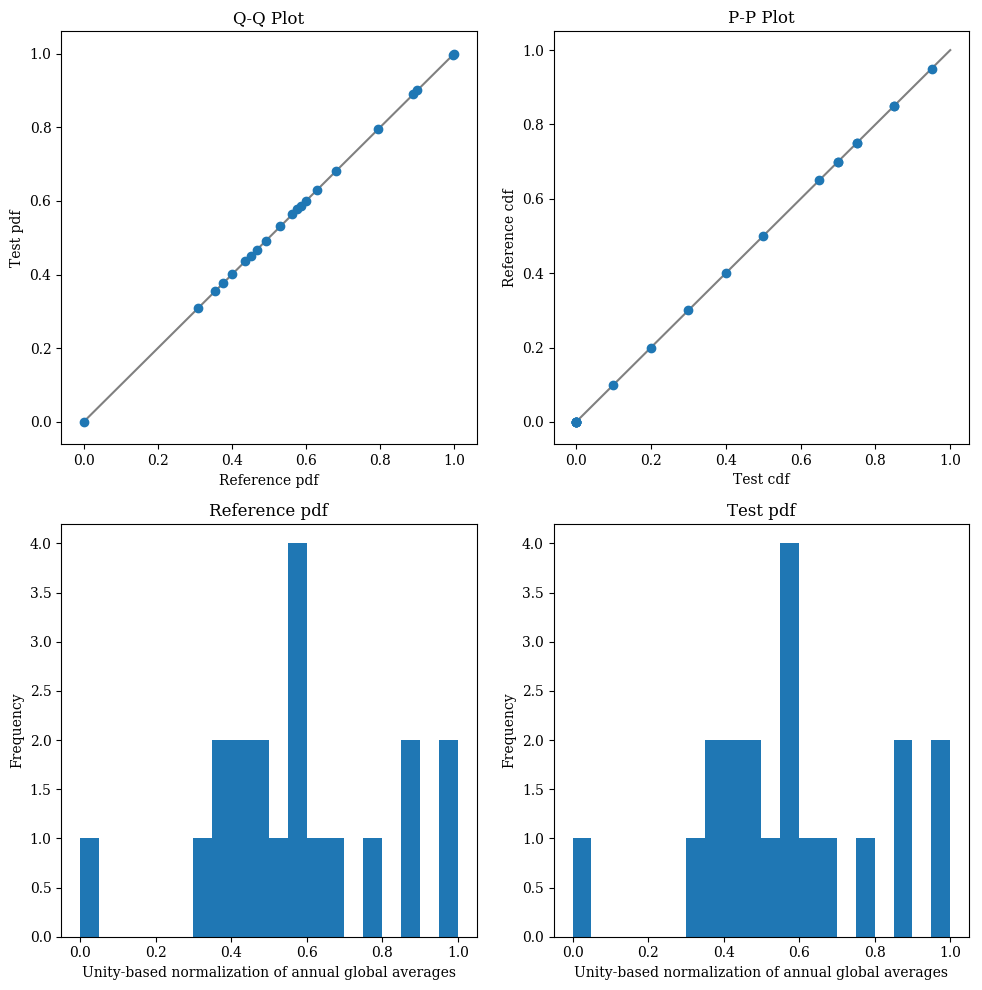 Q-Q Plot
1.0
0.8
0.6
0.4
0.2
0.0
Test pdf
0.0 0.2 0.4 0.6 0.8 1.0
Reference pdf
P-P Plot
1.0
0.8
0.6
0.4
0.2
0.0
Reference cdf
0.0 0.2 0.4 0.6 0.8 1.0
Test cdf
Reference pdf
4.0
3.5
3.0
2.5
2.0
1.5
1.0
0.5
0.0
Frequency
0.0 0.2 0.4 0.6 0.8 1.0
Unity-based normalization of annual global averages
Test pdf
4.0
3.5
3.0
2.5
2.0
1.5
1.0
0.5
0.0
Frequency
0.0 0.2 0.4 0.6 0.8 1.0
Unity-based normalization of annual global averages